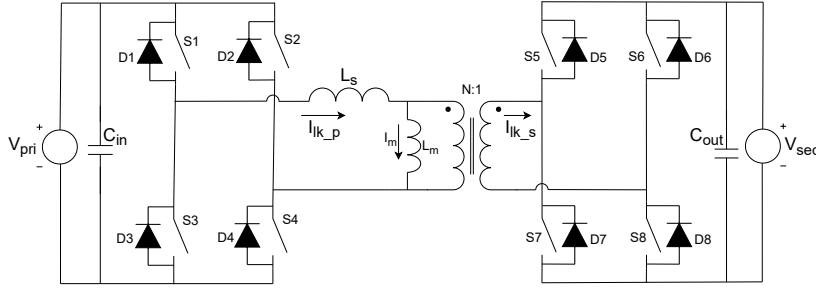 S1
S2
S5
S6
D1
D2
D5
D6
Ls
N:1
+
+
Vpri
−
Cin
Ilk_p
Im
Lm
Ilk_s
Cout
Vsec
−
S3
S4
D3
D4
S7
D7
S8
D8